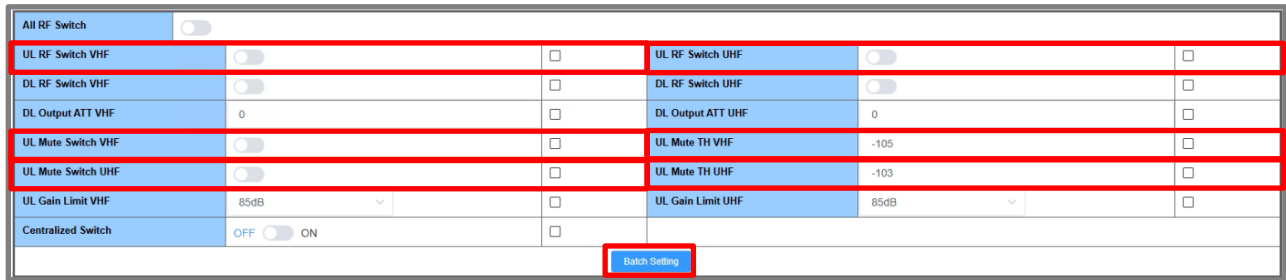 All RF Switch
UL RF Switch VHF UL RF Switch UHF
DL RF Switch VHF DL RF Switch UHF
DL Output ATT VHF 0 DL Output ATT UHF 0
UL Mute Switch VHF UL Mute TH VHF -105
UL Mute Switch UHF UL Mute TH UHF -103
UL Gain Limit VHF 85dB UL Gain Limit UHF 85dB
Centralized Switch OFF ON
Batch Setting